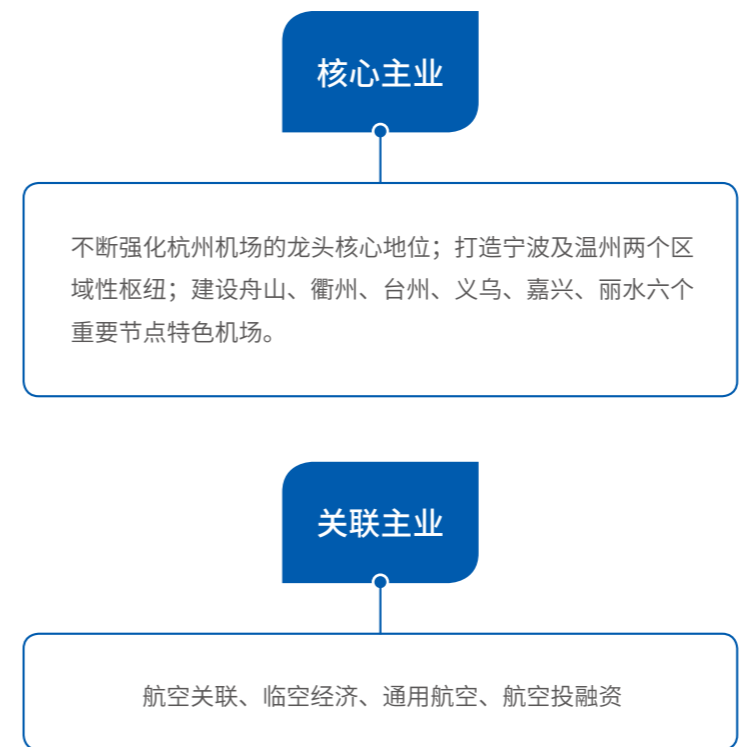 核心主业
不断强化杭州机场的龙头核心地位；打造宁波及温州两个区
域性枢纽；建设舟山、衢州、台州、义乌、嘉兴、丽水六个
重要节点特色机场。
关联主业
航空关联、临空经济、通用航空、航空投融资